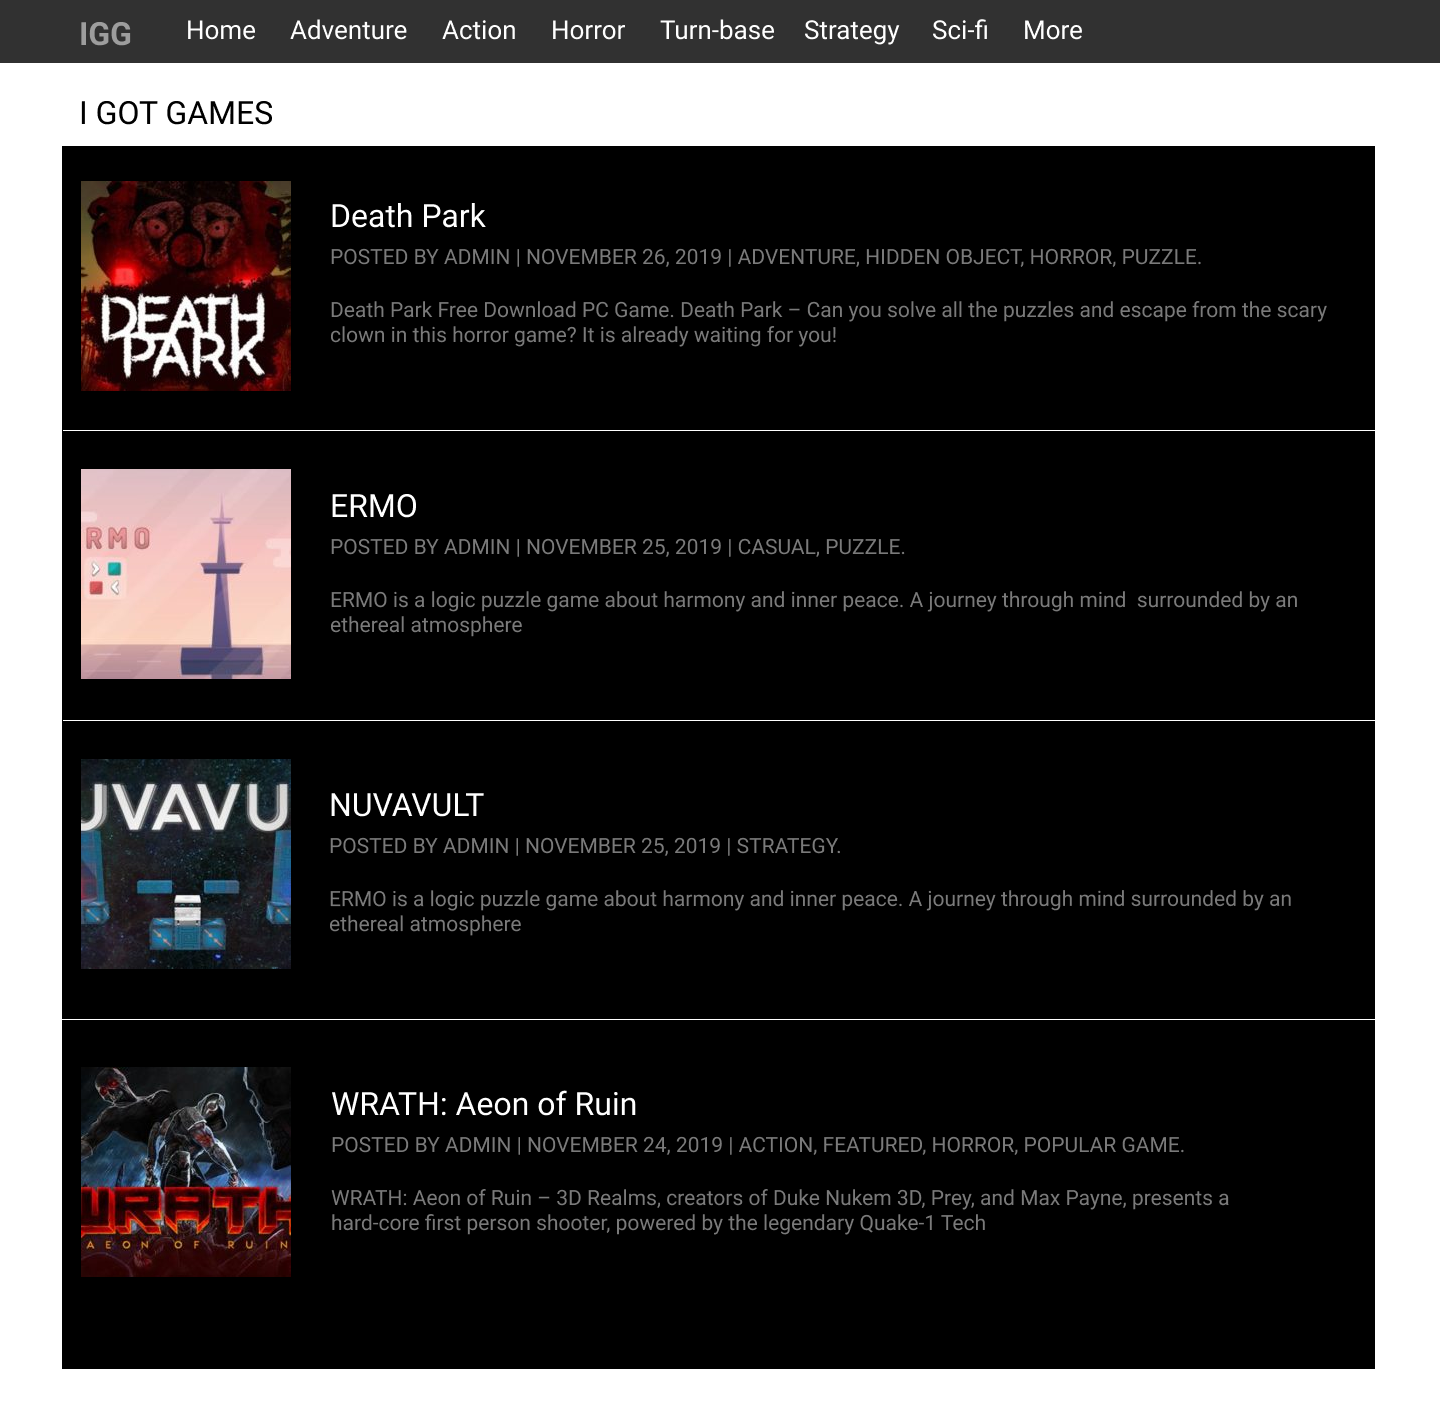 IGG Home Adventure Action Horror Turn-base Strategy Sci-fi More
I GOT GAMES
DEATH
PARK
Death Park
POSTED BY ADMIN | NOVEMBER 26, 2019 | ADVENTURE, HIDDEN OBJECT, HORROR, PUZZLE.
Death Park Free Download PC Game. Death Park – Can you solve all the puzzles and escape from the scary
clown in this horror game? It is already waiting for you!
RMO
ERMO
POSTED BY ADMIN | NOVEMBER 25, 2019 | CASUAL, PUZZLE.
ERMO is a logic puzzle game about harmony and inner peace. A journey through mind  surrounded by an
ethereal atmosphere
UVAVU
NUVAVULT
POSTED BY ADMIN | NOVEMBER 25, 2019 | STRATEGY.
ERMO is a logic puzzle game about harmony and inner peace. A journey through mind surrounded by an
ethereal atmosphere
WRATH
AEON OF RUIN
WRATH: Aeon of Ruin
POSTED BY ADMIN | NOVEMBER 24, 2019 | ACTION, FEATURED, HORROR, POPULAR GAME.
WRATH: Aeon of Ruin – 3D Realms, creators of Duke Nukem 3D, Prey, and Max Payne, presents a
hard-core first person shooter, powered by the legendary Quake-1 Tech